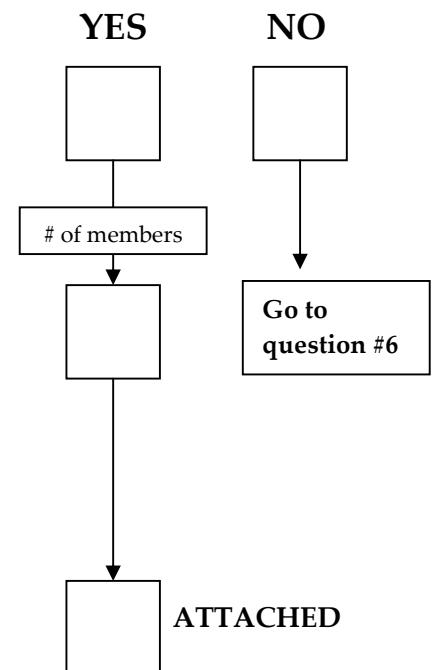 YES NO
# of members
Go to
question #6
ATTACHED